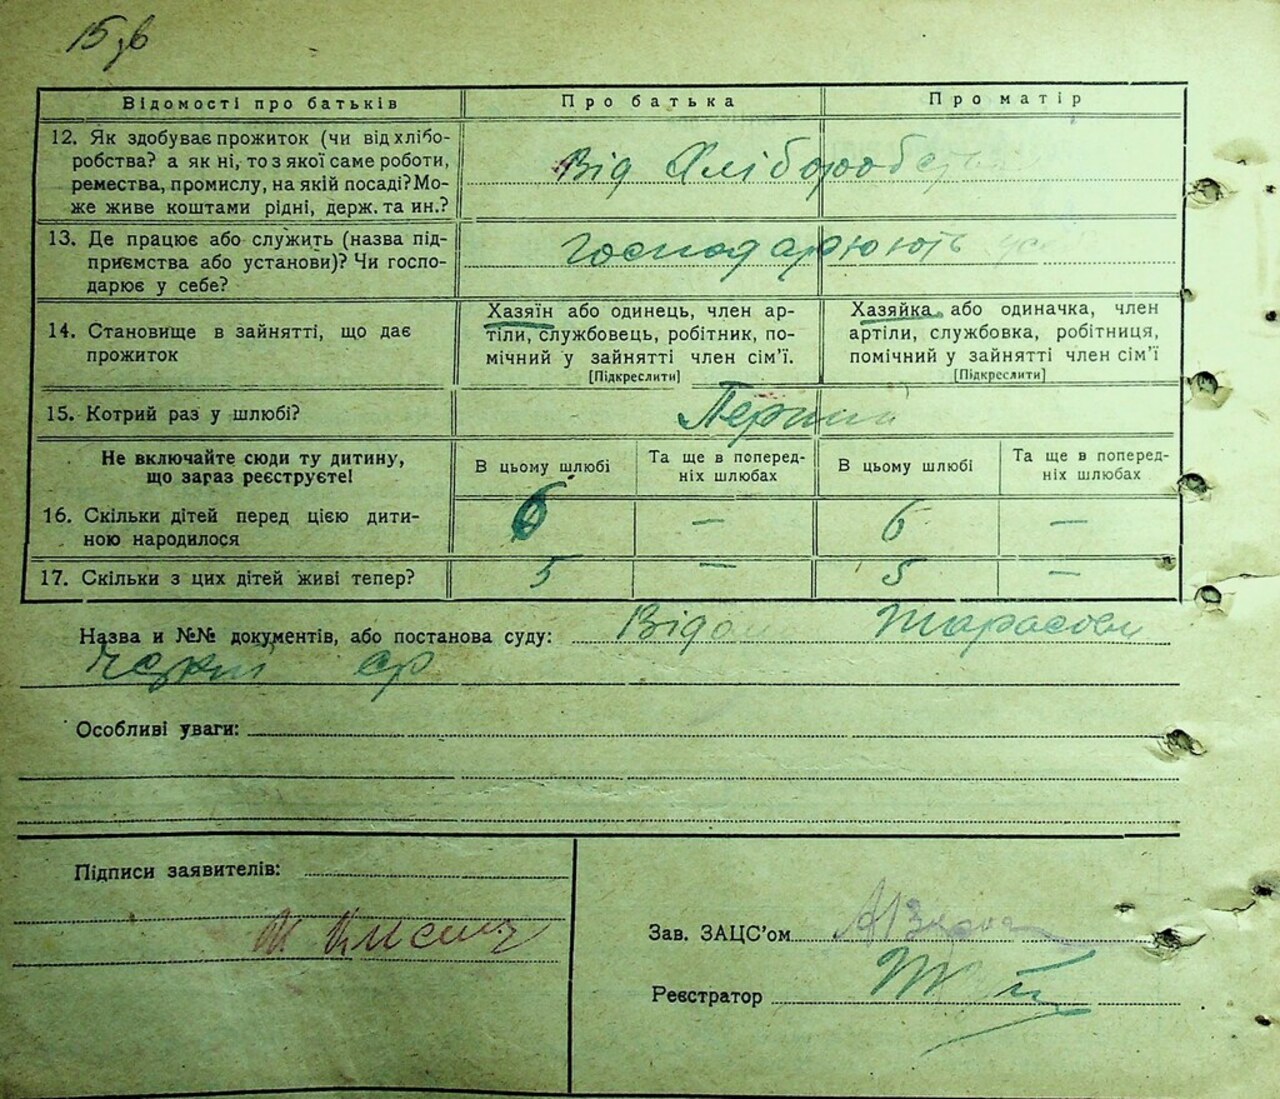 15 зв
Відомості про батьків
Про батька
Про матір
12. Як здобуває прожиток (чи від хлібо-
робства? а як ні, то з якої саме роботи,
ремества, промислу, на якій посаді? Мо-
же живе коштами рідні, держ. та ин.?
Від Хлібороб
13. Де працює або служить (назва під-
приємства або установи)? Чи госпо-
дарює у себе?
Господарюють
14. Становище в зайнятті, що дає
прожиток
Хазяїн або одинець, член ар-
тілі, службовець, робітник, по-
мічний у зайнятті член сім'ї.
[Підкреслити]
Хазяйка або одиначка, член
артіли, службовка, робітниця,
помічний у зайнятті член сім'ї
[Підкреслити]
15. Котрий раз у шлюбі?
Перший
Не включайте сюди ту дитину,
що зараз реєструєте!
В цьому шлюбі
Та ще в поперед-
ніх шлюбах
В цьому шлюбі
Та ще в поперед-
ніх шлюбах
16. Скільки дітей перед цією дити-
ною народилося
6 — 6 —
17. Скільки з цих дітей живі тепер?
5 — 5 —
Назва и №№ документів, або постанова суду:
Особливі уваги:
Підписи заявителів:
Зав. ЗАЦС'ом
Реєстратор